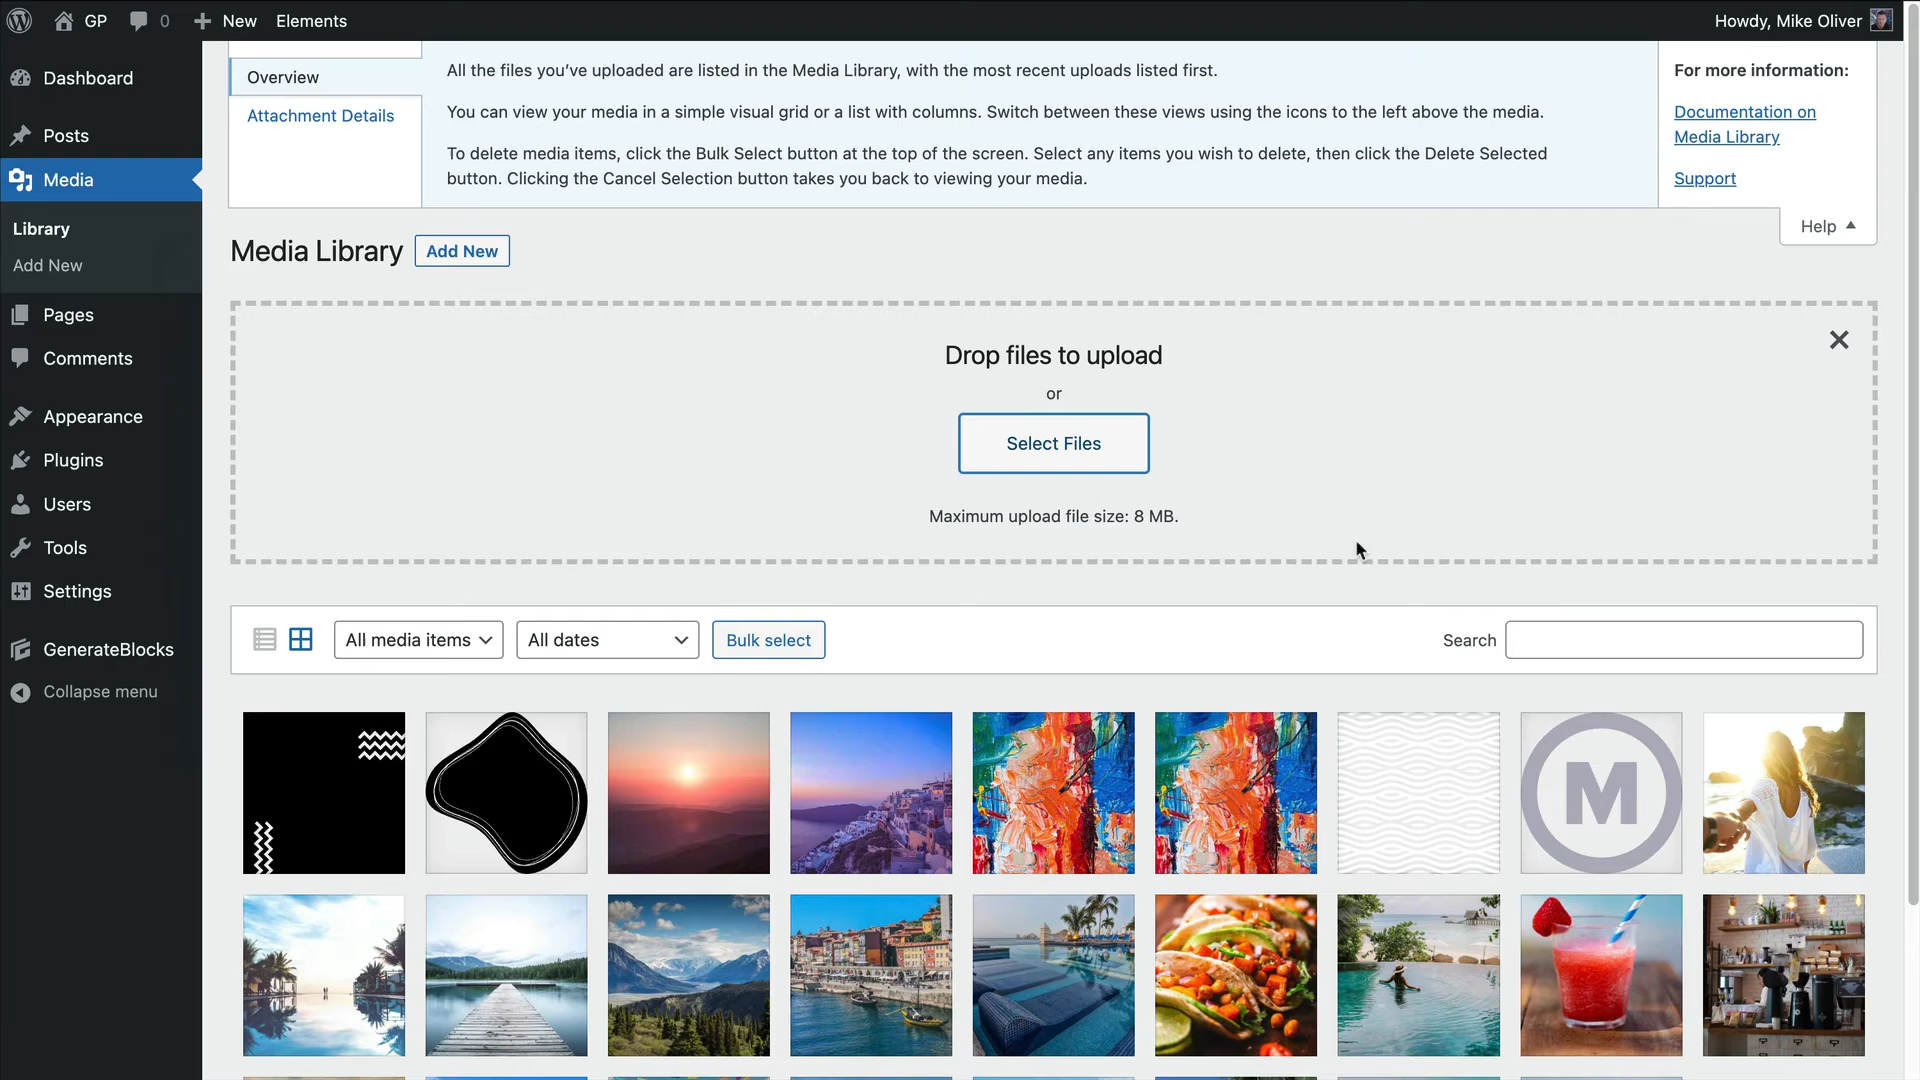 GP
0
New
Elements
Howdy, Mike Oliver
Dashboard
Posts
Media
Library
Add New
Pages
Comments
Appearance
Plugins
Users
Tools
Settings
GenerateBlocks
Collapse menu
Overview
Attachment Details
All the files you've uploaded are listed in the Media Library, with the most recent uploads listed first.
You can view your media in a simple visual grid or a list with columns. Switch between these views using the icons to the left above the media.
To delete media items, click the Bulk Select button at the top of the screen. Select any items you wish to delete, then click the Delete Selected
button. Clicking the Cancel Selection button takes you back to viewing your media.
For more information:
Documentation on
Media Library
Support
Help
Media Library
Add New
Drop files to upload
or
Select Files
Maximum upload file size: 8 MB.
All media items
All dates
Bulk select
Search
M